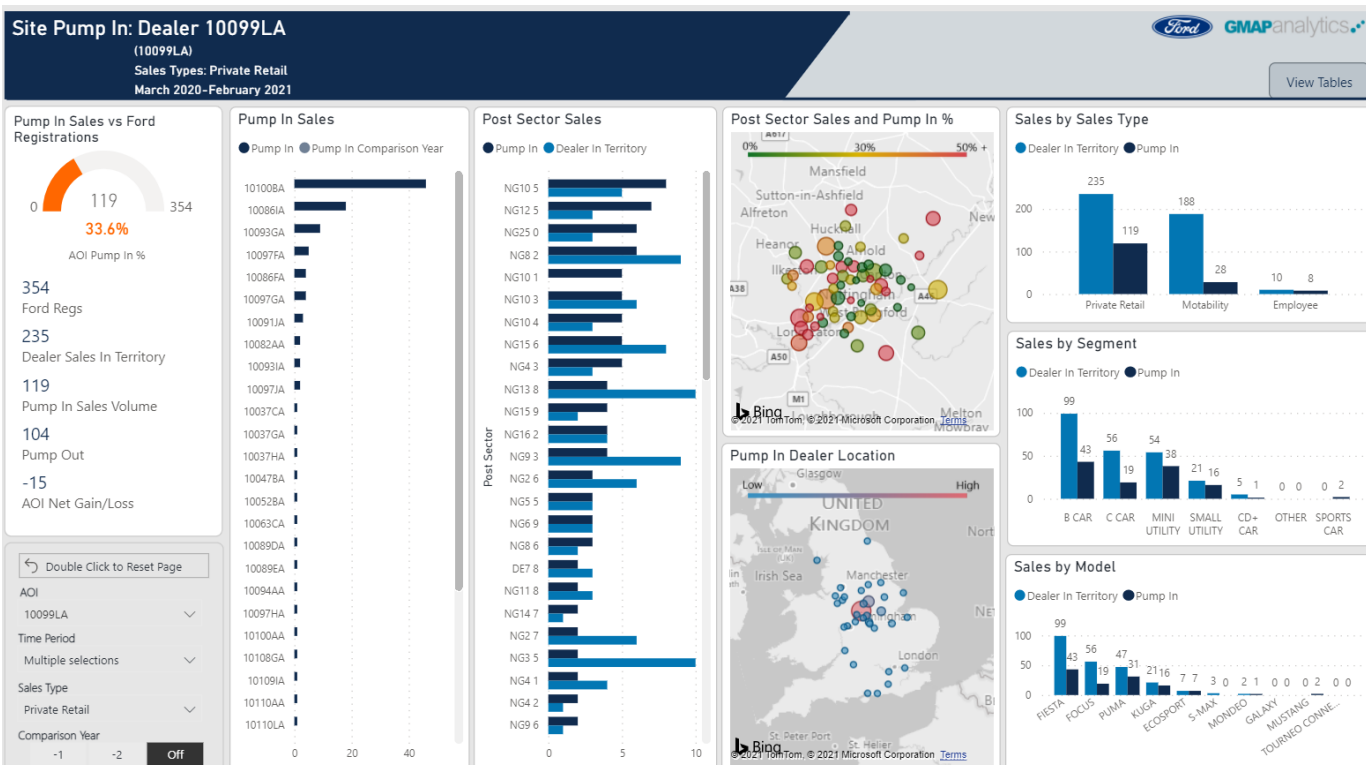 Site Pump In: Dealer 10099LA
(10099LA)
Sales Types: Private Retail
March 2020-February 2021
Ford
GMAPanalytics
View Tables
Pump In Sales vs Ford
Registrations
0
119
354
33.6%
AOI Pump In %
354
Ford Regs
235
Dealer Sales In Territory
119
Pump In Sales Volume
104
Pump Out
-15
AOI Net Gain/Loss
Double Click to Reset Page
AOI
10099LA
Time Period
Multiple selections
Sales Type
Private Retail
Comparison Year
-1 -2 Off
Pump In Sales
Pump In Pump In Comparison Year
10100BA
10086IA
10093GA
10097FA
10086FA
10097GA
10091JA
10082AA
10093IA
10097JA
10037CA
10037GA
10037HA
10047BA
10052BA
10063CA
10089DA
10089EA
10094AA
10097HA
10100AA
10108GA
10109IA
10110AA
10110LA
0 20 40
Post Sector Sales
Pump In Dealer In Territory
Post Sector
NG10 5
NG12 5
NG25 0
NG8 2
NG10 1
NG10 3
NG10 4
NG15 6
NG4 3
NG13 8
NG15 9
NG16 2
NG9 3
NG2 6
NG5 5
NG6 9
NG8 6
DE7 8
NG11 8
NG14 7
NG2 7
NG3 5
NG4 1
NG4 2
NG9 6
0 5 10
Post Sector Sales and Pump In %
A617
0% 30% 50% +
Mansfield
Sutton-in-Ashfield
Alfreton
New
Hucknall
Heanor
Arnold
A38
A46
A50
M1
Loughborough
Melton
Mowbray
Bing
© 2021 TomTom, © 2021 Microsoft Corporation Terms
Pump In Dealer Location
Glasgow
Low High
UNITED
KINGDOM
North
Isle of Man
(UK)
Irish Sea
Manchester
London
St. Peter Port
St. Helier
Bing
© 2021 TomTom, © 2021 Microsoft Corporation Terms
Sales by Sales Type
Dealer In Territory Pump In
200
100
0
235 119
188 28
10 8
Private Retail Motability Employee
Sales by Segment
Dealer In Territory Pump In
100
50
0
99 43 56 19 54 38 21 16 5 1 0 0 0 2
B CAR C CAR MINI UTILITY SMALL UTILITY CD+ CAR OTHER SPORTS CAR
Sales by Model
Dealer In Territory Pump In
100
50
0
99 43 56 19 47 31 21 16 7 7 3 0 2 1 0 0 0 2 0 0
FIESTA FOCUS PUMA KUGA ECOSPORT S-MAX MONDEO GALAXY MUSTANG TOURNEO CONNE...